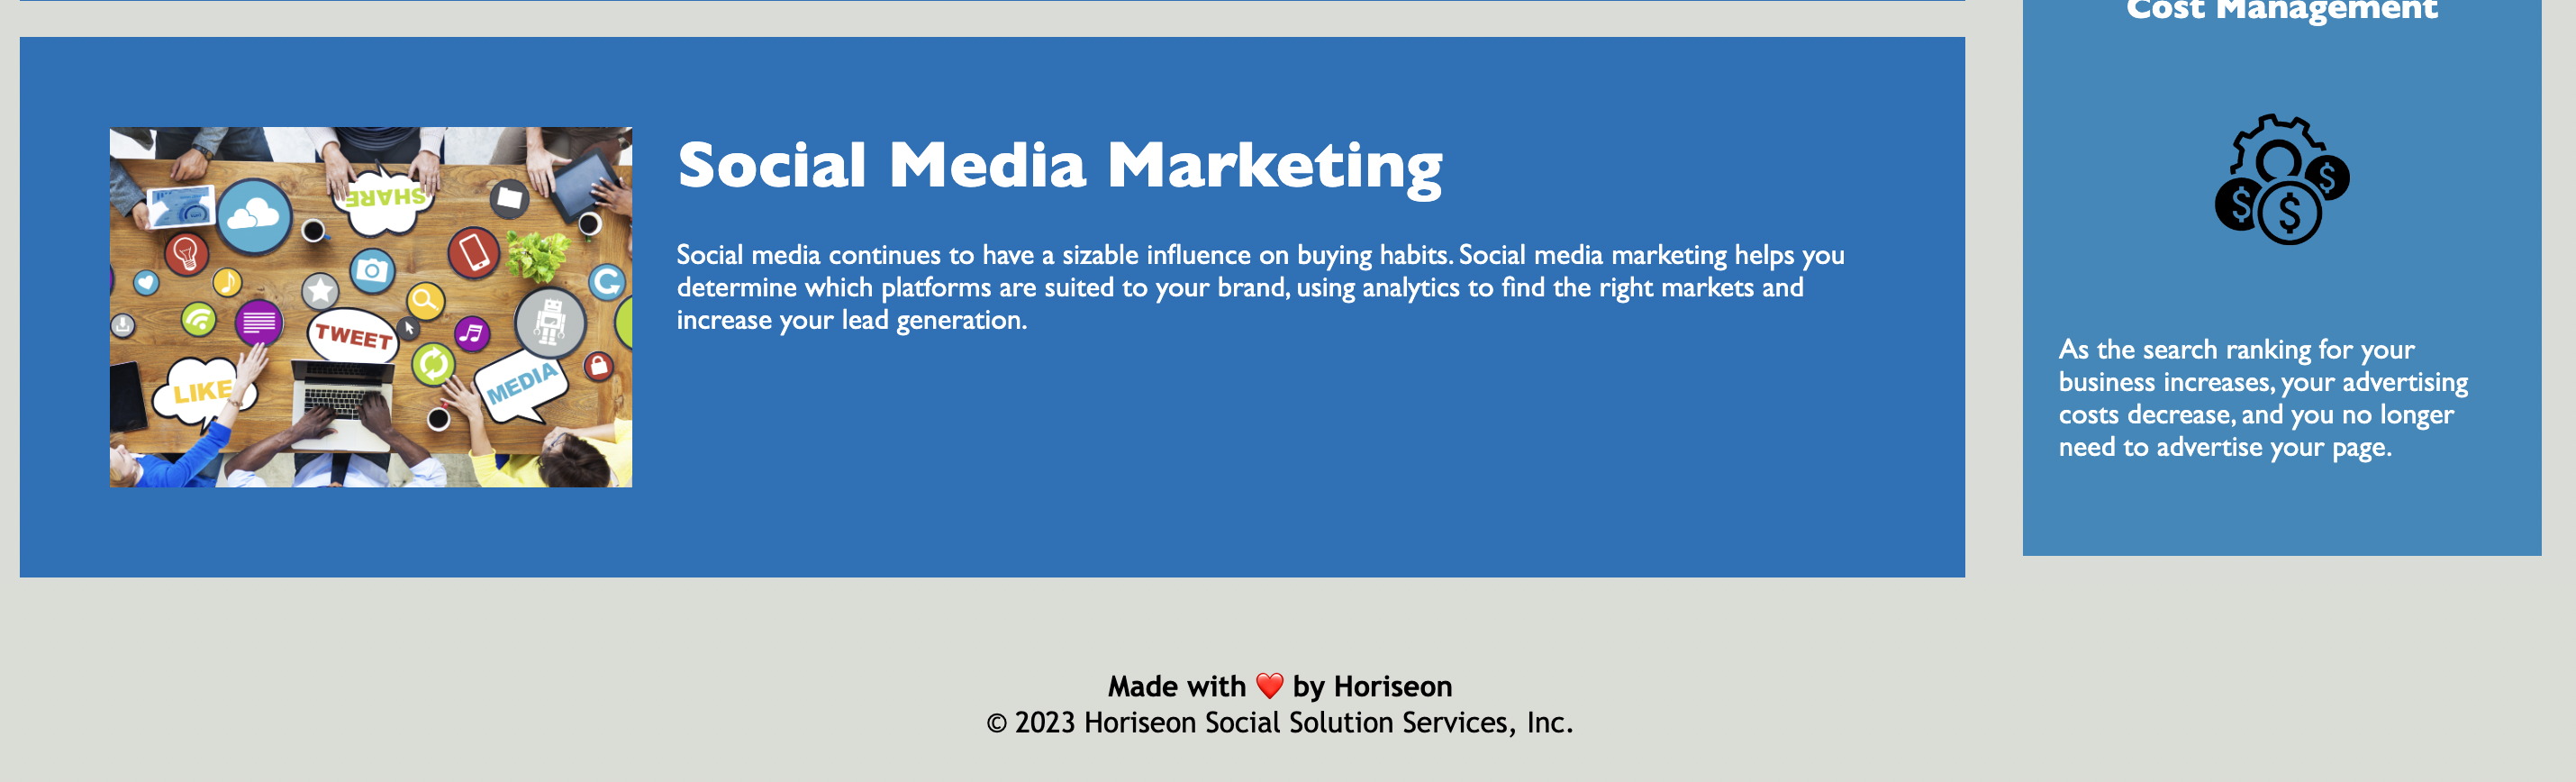 Cost Management
SHARE
TWEET
LIKE
MEDIA
Social Media Marketing
Social media continues to have a sizable influence on buying habits. Social media marketing helps you
determine which platforms are suited to your brand, using analytics to find the right markets and
increase your lead generation.
$ $ $
As the search ranking for your
business increases, your advertising
costs decrease, and you no longer
need to advertise your page.
Made with ❤️ by Horiseon
© 2023 Horiseon Social Solution Services, Inc.